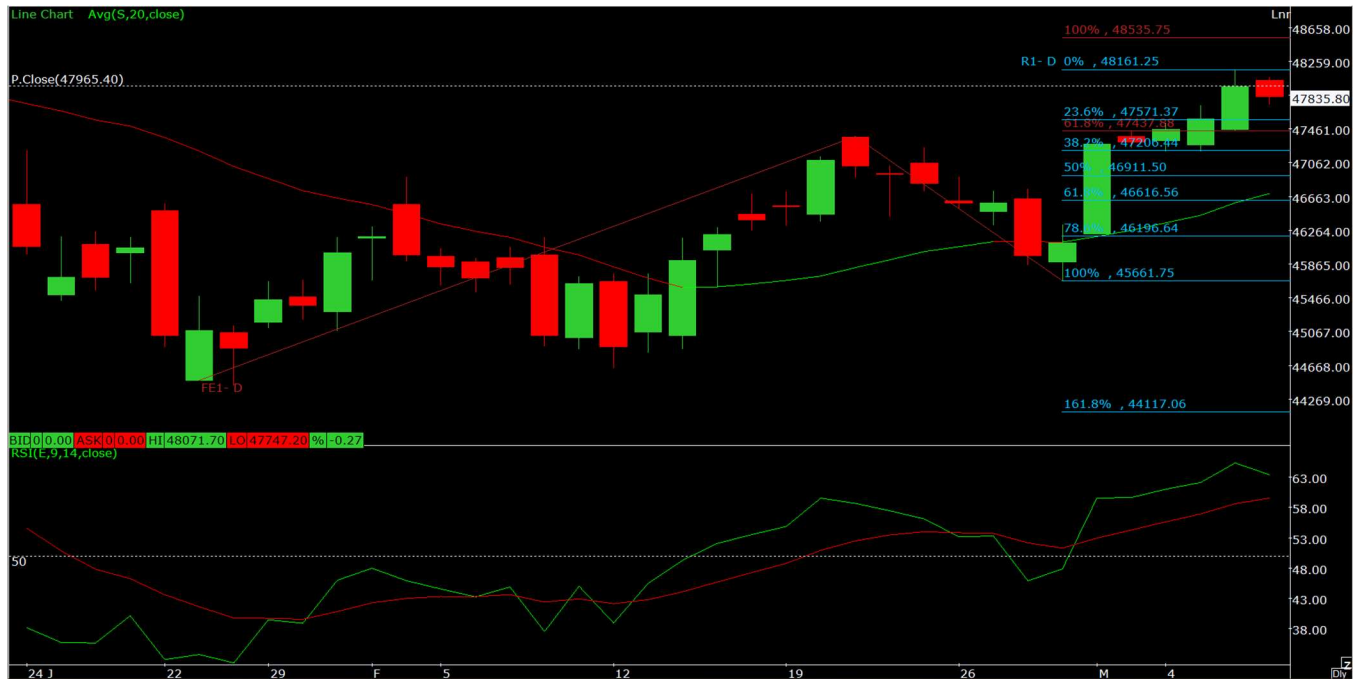 Line Chart Avg(S,20,close)
Lnr
100% , 48535.75
48658.00
R1- D 0% , 48161.25
48259.00
P.Close(47965.40)
47835.80
23.6% , 47571.37
61.8% , 47437.88
47461.00
38.2% , 47206.44
47062.00
50% , 46911.50
46663.00
61.8% , 46616.56
46264.00
78.6% , 46196.64
45865.00
100% , 45661.75
45466.00
45067.00
44668.00
FE1- D
44269.00
161.8% , 44117.06
BID 0 0.00 ASK 0 0.00 HI 48071.70 LO 47747.20 % -0.27
RSI(E,9,14,close)
63.00
58.00
53.00
50
48.00
43.00
38.00
24 J 22 29 F 5 12 19 26 M 4
Z
Dly